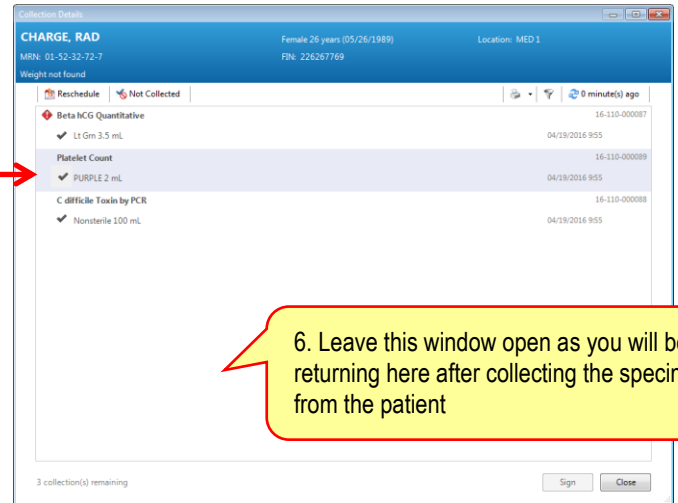 Collection Details
CHARGE, RAD Female 26 years (05/26/1989) Location: MED 1
MRN: 01-52-32-72-7 FIN: 226267769
Weight not found
Reschedule Not Collected 0 minute(s) ago
Beta hCG Quantitative 16-110-000087
Lt Grn 3.5 mL 04/19/2016 9:55
Platelet Count 16-110-000089
PURPLE 2 mL 04/19/2016 9:55
C difficile Toxin by PCR 16-110-000088
Nonsterile 100 mL 04/19/2016 9:55
6. Leave this window open as you will be
returning here after collecting the speci
from the patient
3 collection(s) remaining Sign Close